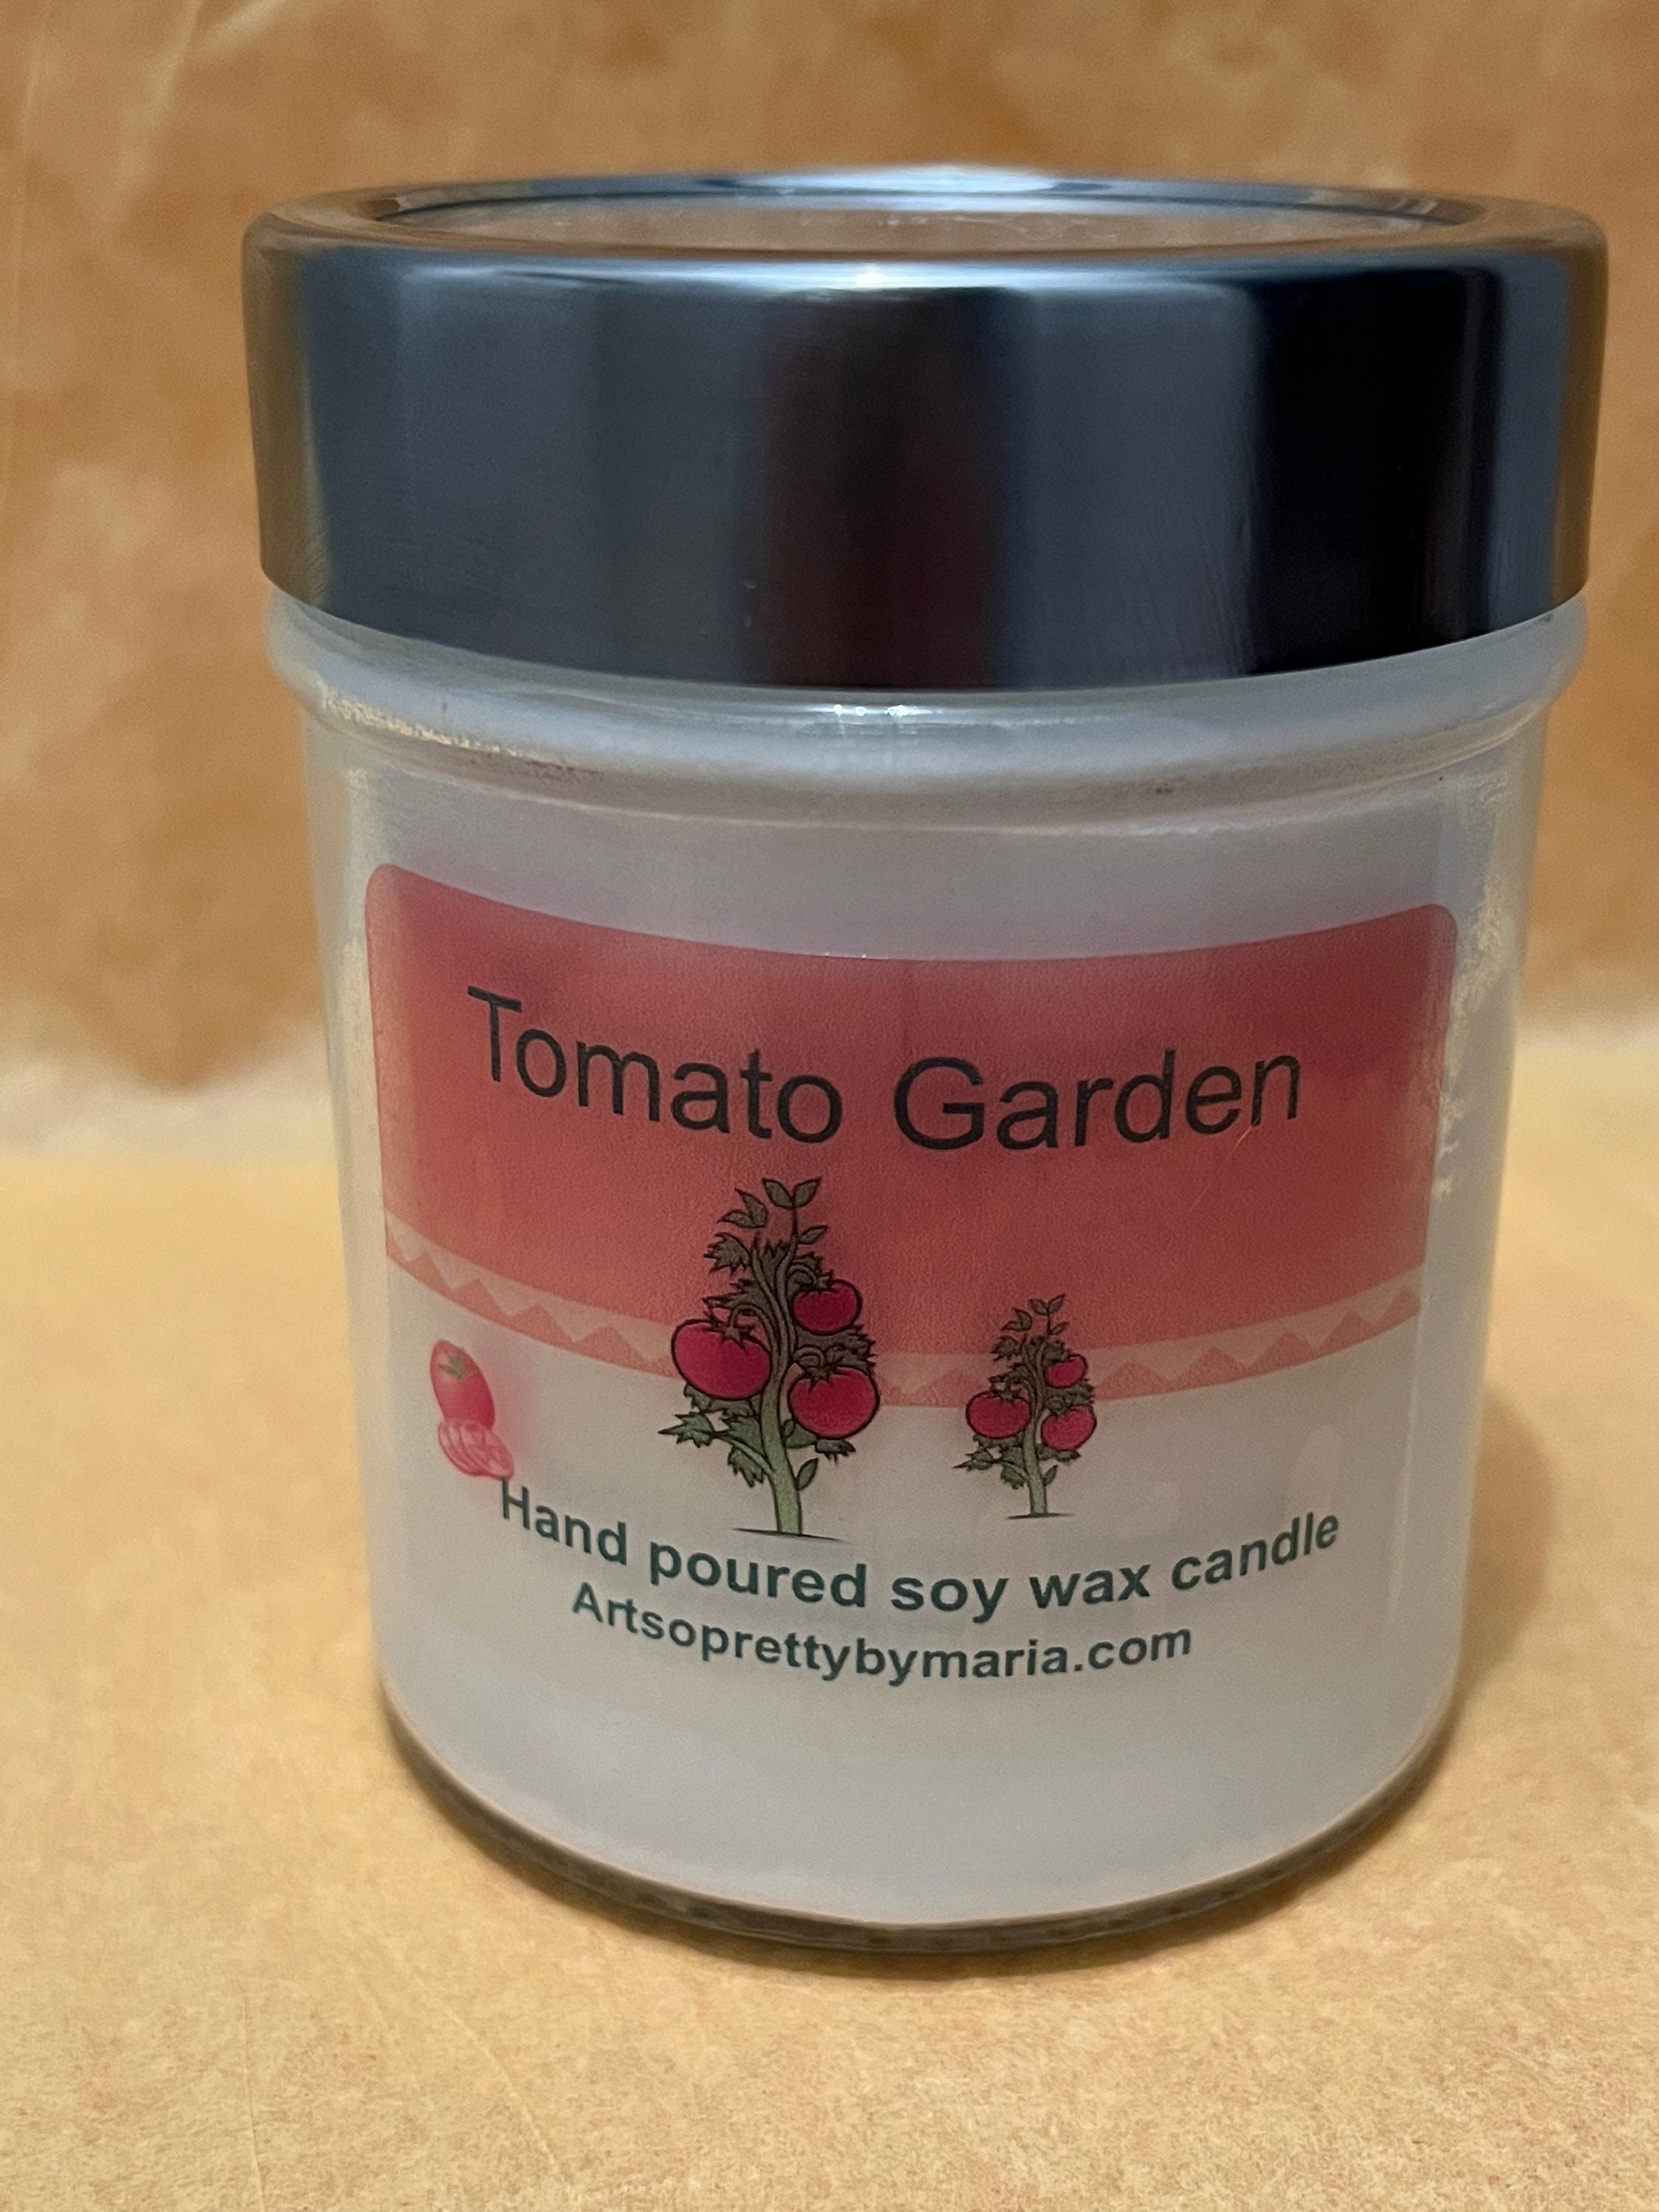 Tomato Garden
Hand poured soy wax candle
Artsoprettybymaria.com